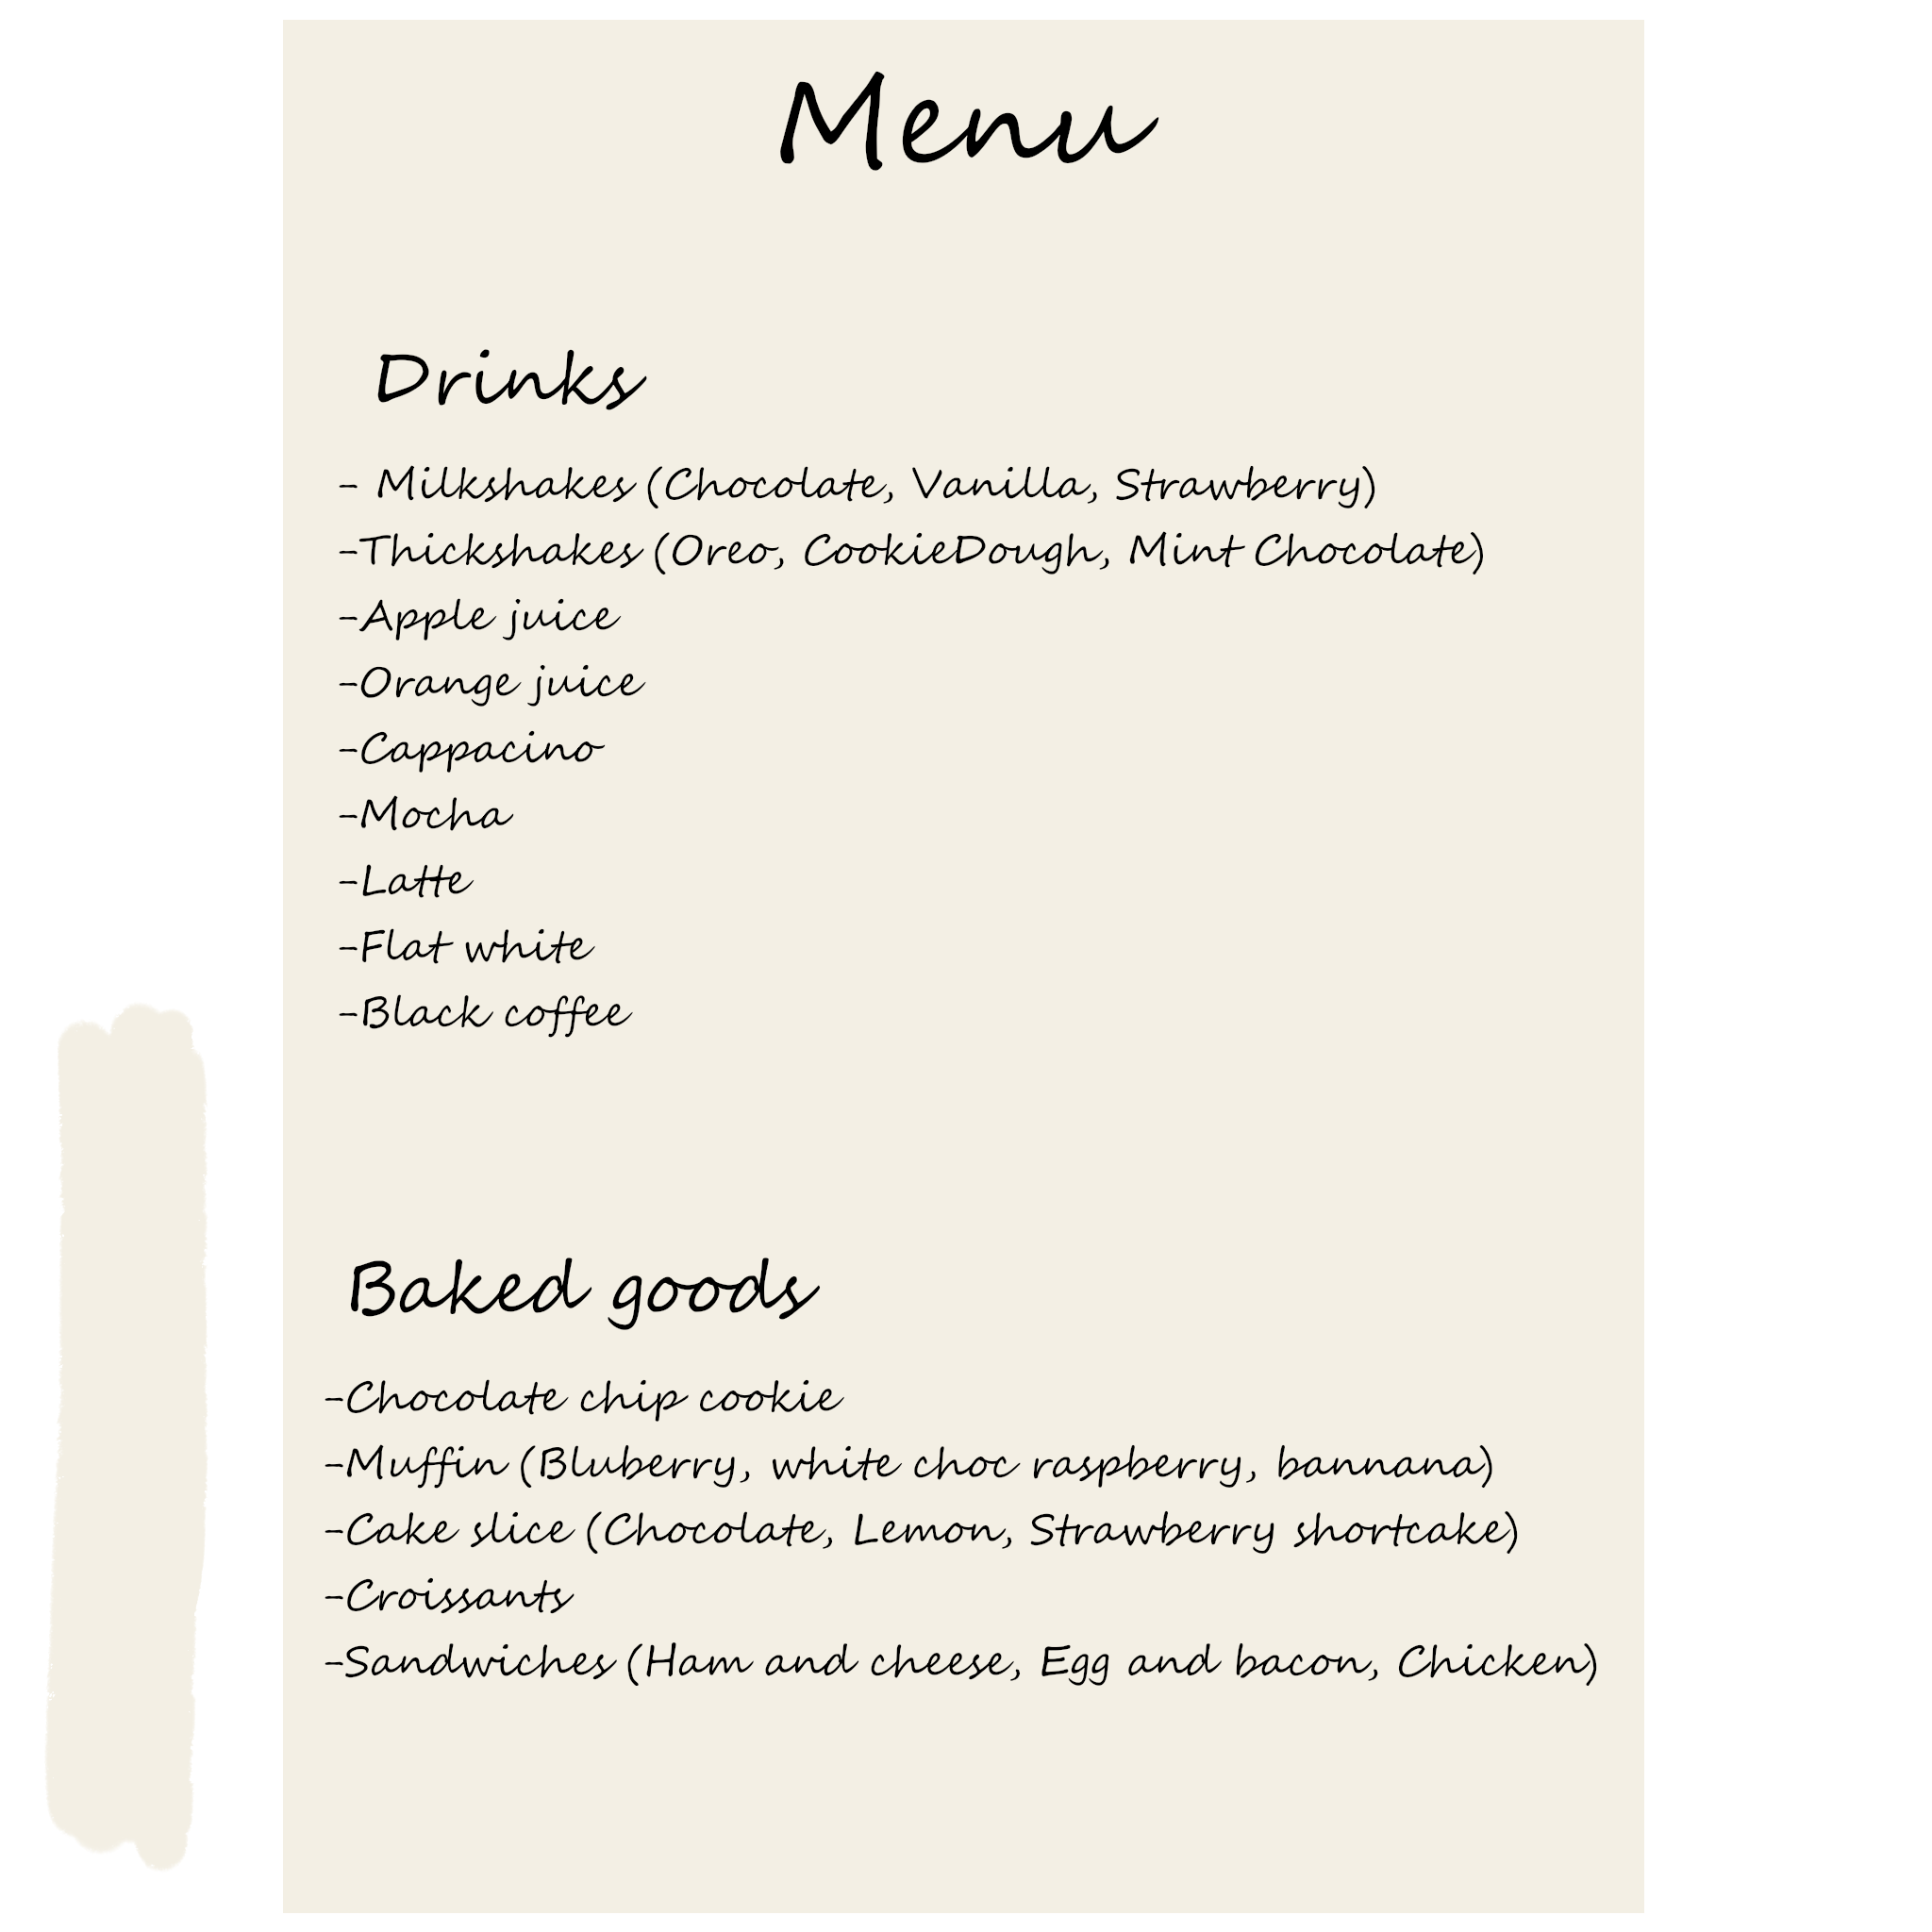 Menu
Drinks
- Milkshakes (Chocolate, Vanilla, Strawberry)
-Thickshakes (Oreo, CookieDough, Mint Chocolate)
-Apple juice
-Orange juice
-Cappacino
-Mocha
-Latte
-Flat white
-Black coffee
Baked goods
-Chocolate chip cookie
-Muffin (Bluberry, white choc raspberry, bannana)
-Cake slice (Chocolate, Lemon, Strawberry shortcake)
-Croissants
-Sandwiches (Ham and cheese, Egg and bacon, Chicken)